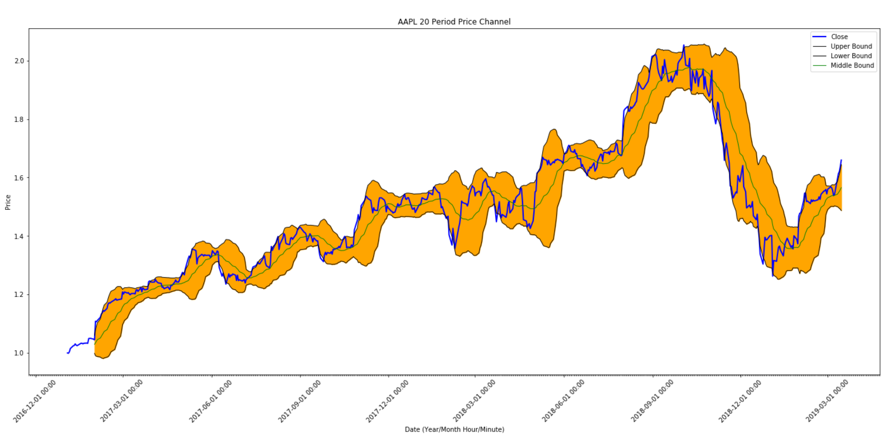 AAPL 20 Period Price Channel
Close
Upper Bound
Lower Bound
Middle Bound
Price
2.0
1.8
1.6
1.4
1.2
1.0
2016-12-01 00:00
2017-03-01 00:00
2017-06-01 00:00
2017-09-01 00:00
2017-12-01 00:00
2018-03-01 00:00
2018-06-01 00:00
2018-09-01 00:00
2018-12-01 00:00
2019-03-01 00:00
Date (Year/Month Hour/Minute)